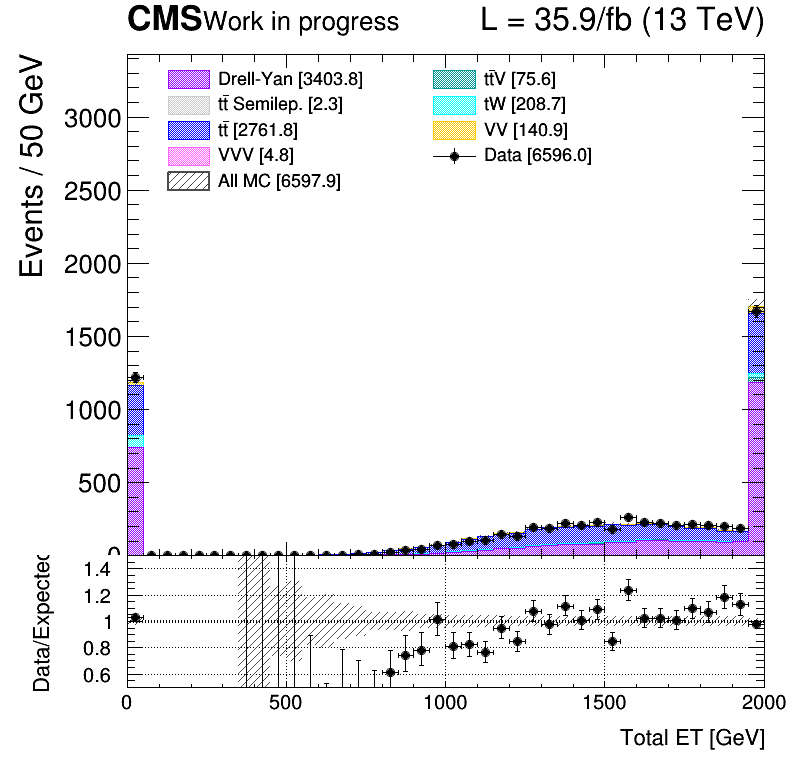 CMS Work in progress L = 35.9/fb (13 TeV)
Events / 50 GeV
Drell-Yan [3403.8]
tt̄ Semilep. [2.3]
tt̄ [2761.8]
VVV [4.8]
All MC [6597.9]
tt̄V [75.6]
tW [208.7]
VV [140.9]
Data [6596.0]
3000
2500
2000
1500
1000
500
0
Data/Expected
1.4
1.2
1
0.8
0.6
0 500 1000 1500 2000
Total ET [GeV]